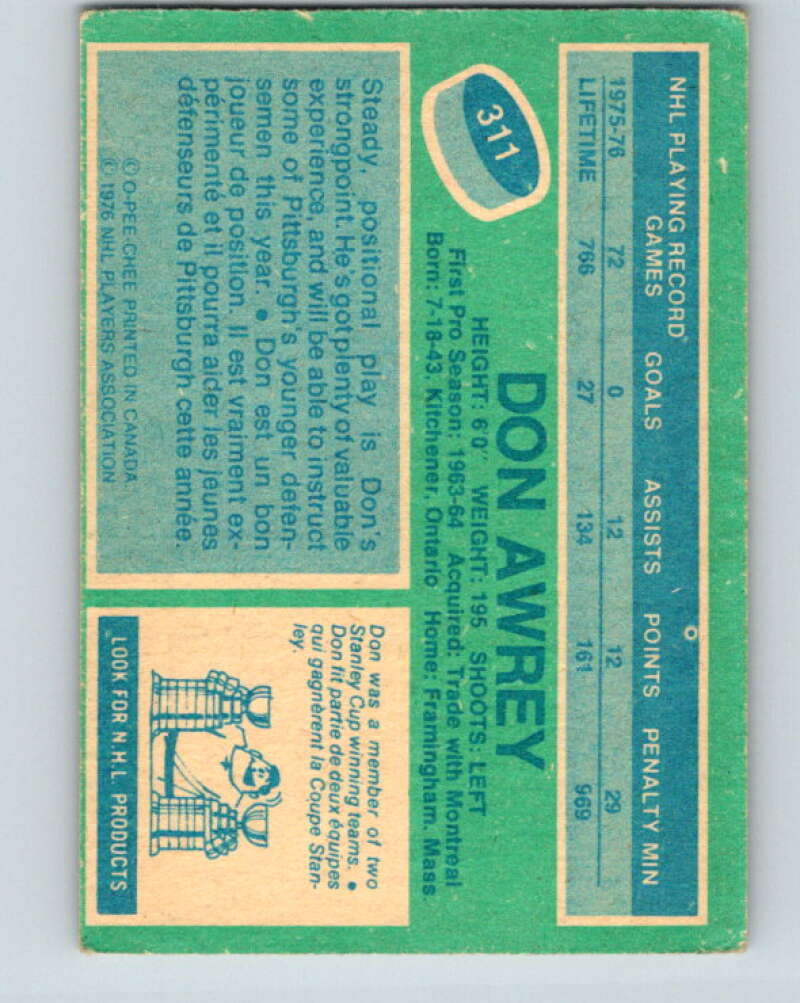 NHL PLAYING RECORD
GAMES GOALS ASSISTS POINTS PENALTY MIN
1975-76 72 0 12 12 29
LIFETIME 766 27 134 161 969
311
DON AWREY
HEIGHT: 6'0" WEIGHT: 195 SHOOTS: LEFT
First Pro Season: 1963-64 Acquired: Trade with Montreal
Born: 7-18-43, Kitchener, Ontario Home: Framingham, Mass.
Steady, positional play is Don's
strongpoint. He's got plenty of valuable
experience, and will be able to instruct
some of Pittsburgh's younger defen-
semen this year. • Don est un bon
joueur de position. Il est vraiment ex-
périmenté et il pourra aider les jeunes
défenseurs de Pittsburgh cette année.
© O-PEE-CHEE PRINTED IN CANADA
© 1976 NHL PLAYERS ASSOCIATION
Don was a member of two
Stanley Cup winning teams. •
Don fit partie de deux équipes
qui gagnèrent la Coupe Stan-
ley.
LOOK FOR N.H.L PRODUCTS